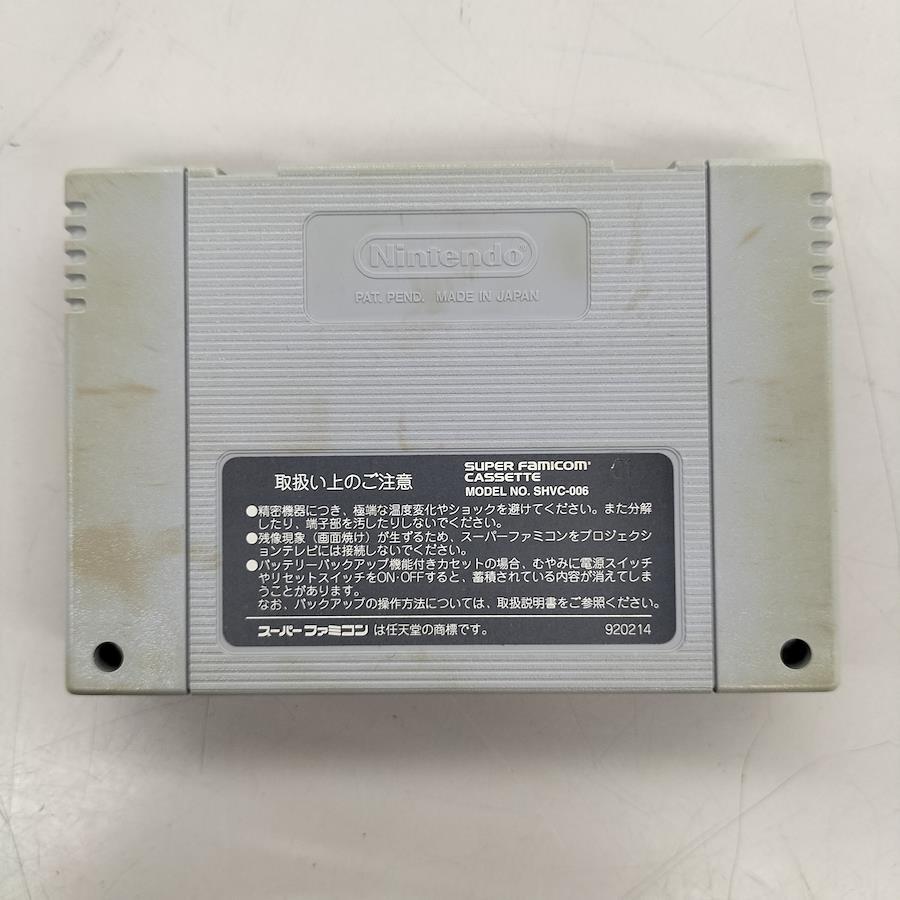 Nintendo®
PAT. PEND. MADE IN JAPAN
取扱い上のご注意
SUPER FAMICOM
CASSETTE
MODEL NO. SHVC-006
●精密機器につき、極端な温度変化やショックを避けてください。また分解
したり、端子部を汚したりしないでください。
●残像現象（画面焼け）が生ずるため、スーパーファミコンをプロジェクシ
ョンテレビには接続しないでください。
●バッテリーバックアップ機能付きカセットの場合、むやみに電源スイッチ
やリセットスイッチをON・OFFすると、蓄積されている内容が消えてしま
うことがあります。
なお、バックアップの操作方法については、取扱説明書をご参照ください。
スーパーファミコン は任天堂の商標です。
920214